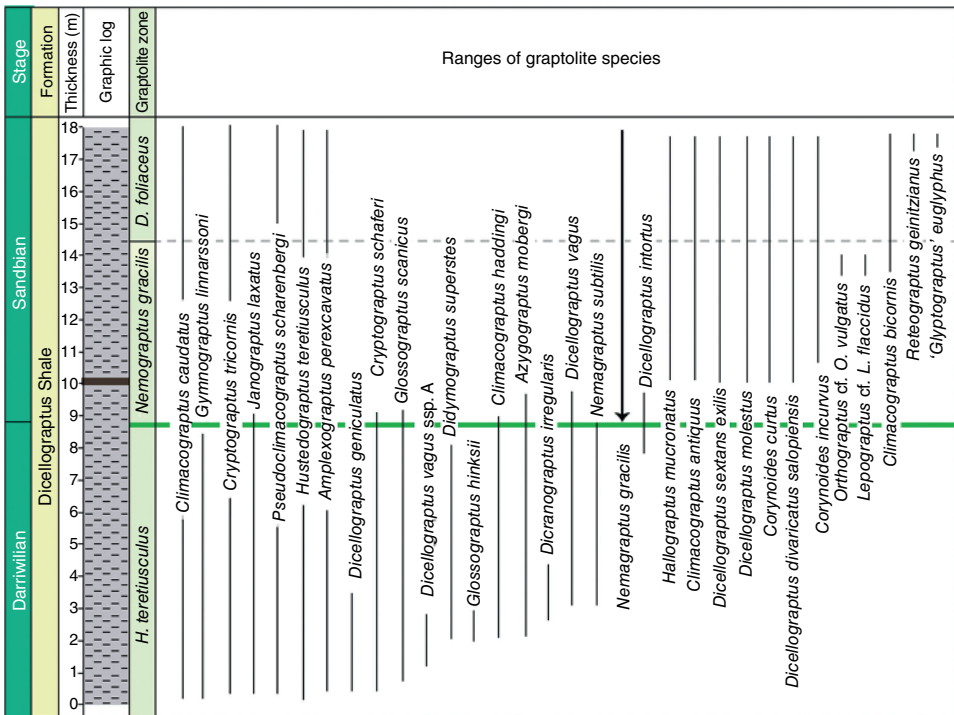 Stage
Formation
Thickness (m)
Graphic log
Graptolite zone
Ranges of graptolite species
Sandbian
Darriwilian
Dicellograptus Shale
18
17
16
15
14
13
12
11
10
9
8
7
6
5
4
3
2
1
0
D. foliaceus
Nemograptus gracilis
H. teretiusculus
Climacograptus caudatus
Gymnograptus linnarssoni
Cryptograptus tricornis
Janograptus laxatus
Pseudoclimacograptus scharenbergi
Hustedograptus teretiusculus
Amplexograptus perexcavatus
Dicellograptus geniculatus
Cryptograptus schaferi
Glossograptus scanicus
Dicellograptus vagus ssp. A
Didymograptus superstes
Glossograptus hinksii
Climacograptus haddingi
Azygograptus mobergi
Dicranograptus irregularis
Dicellograptus vagus
Nemagraptus subtilis
Nemagraptus gracilis
Dicellograptus intortus
Hallograptus mucronatus
Climacograptus antiquus
Dicellograptus sextans exilis
Dicellograptus molestus
Corynoides curtus
Dicellograptus divaricatus salopiensis
Corynoides incurvus
Orthograptus cf. O. vulgatus
Lepograptus cf. L. flaccidus
Climacograptus bicornis
Reteograptus geinitzianus
'Glyptograptus' euglyphus